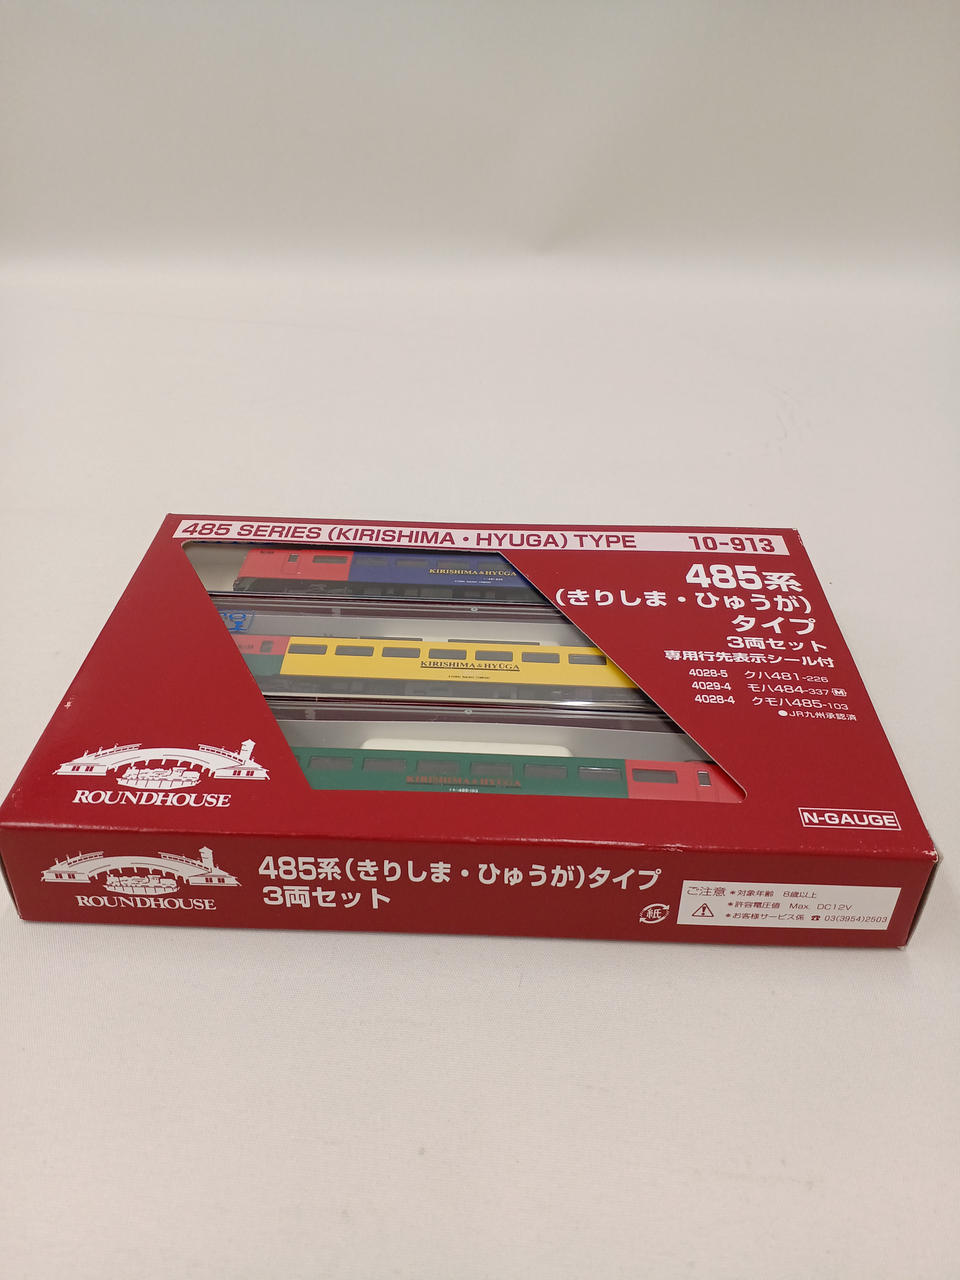 485 SERIES (KIRISHIMA・HYUGA) TYPE 10-913
485系
(きりしま・ひゅうが)
タイプ
3両セット
専用行先表示シール付
4028-5 クハ481-226
4029-4 モハ484-337 M
4028-4 クモハ485-103
●JR九州承認済
N-GAUGE
KIRISHIMA & HYŪGA
KIRISHIMA & HYŪGA
KIRISHIMA & HYŪGA
ROUNDHOUSE
ROUNDHOUSE
485系(きりしま・ひゅうが)タイプ
3両セット
紙
ご注意 *対象年齢 8歳以上
*許容電圧値 Max. DC12V
*お客様サービス係 ☎ 03(3954)2503